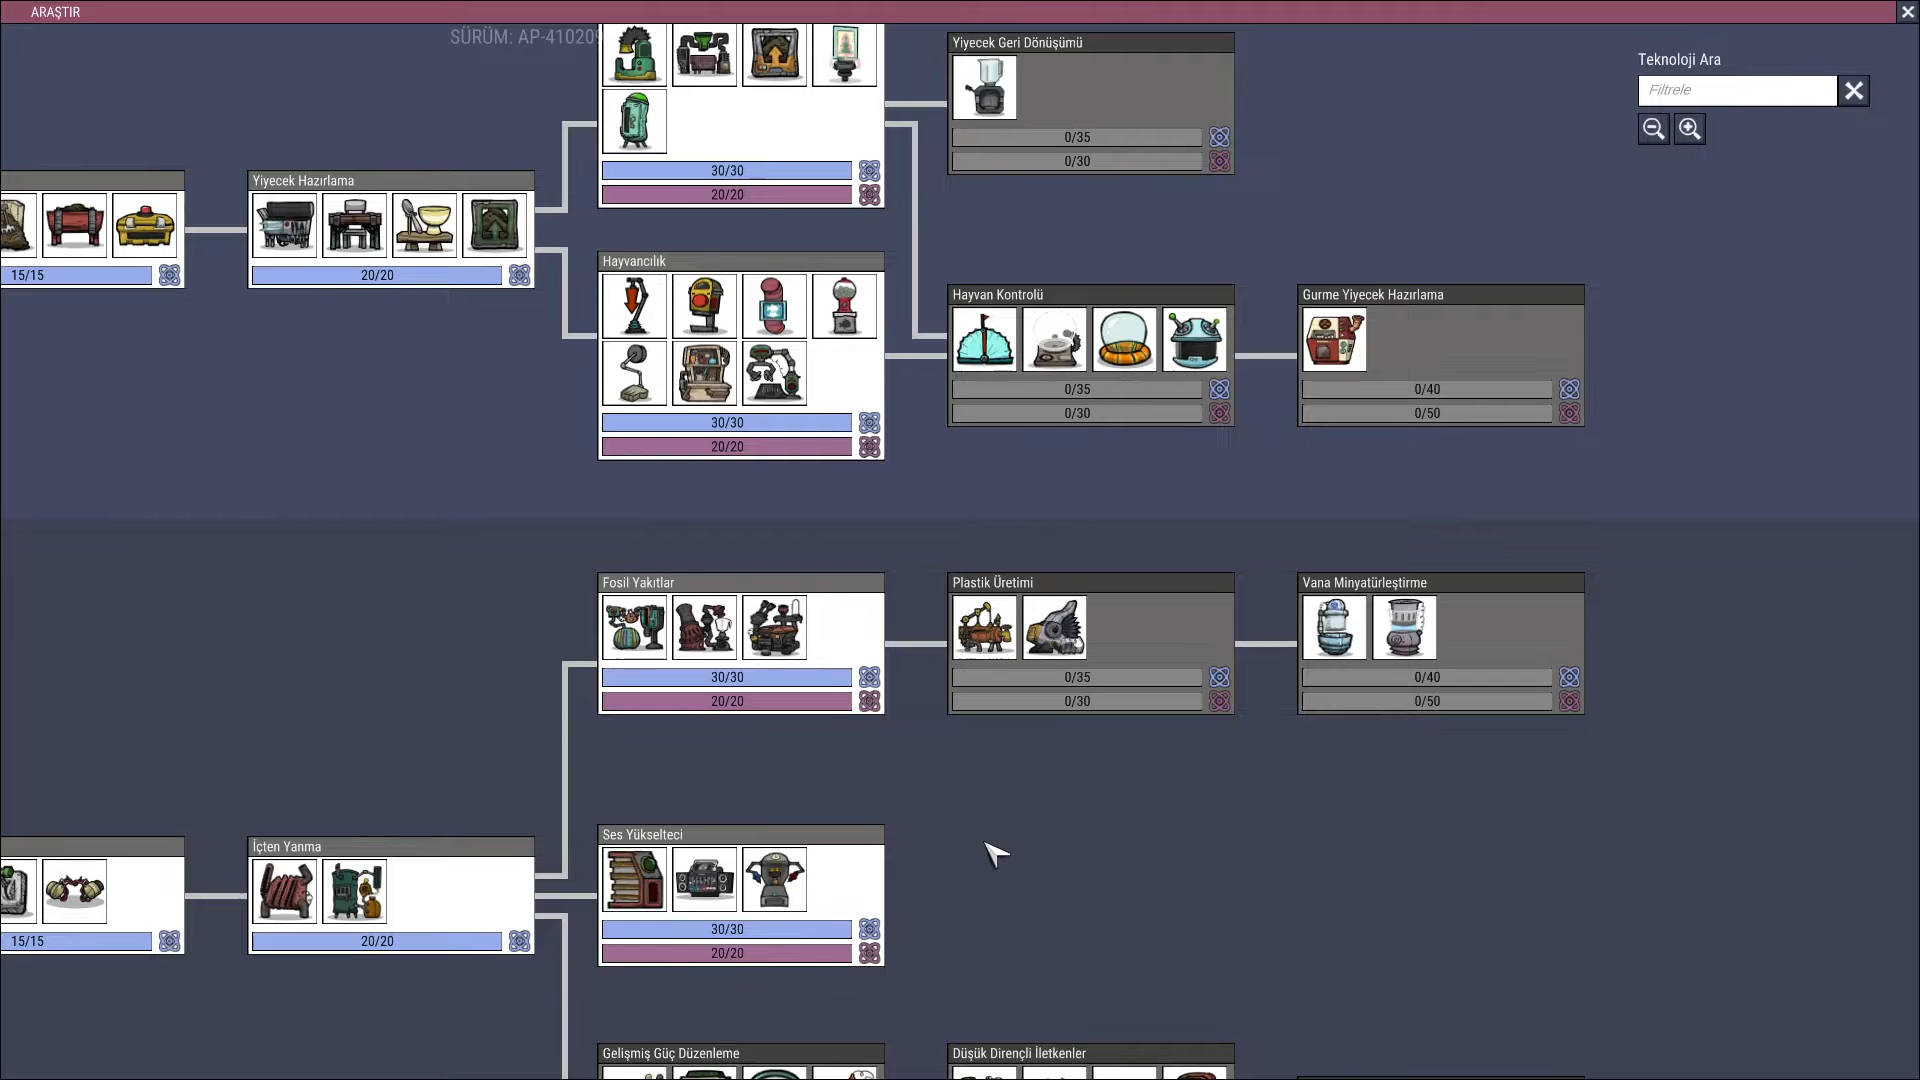 ARAŞTIR
SÜRÜM: AP-410209
Teknoloji Ara
Filtrele
30/30
20/20
Yiyecek Geri Dönüşümü
0/35
0/30
15/15
Yiyecek Hazırlama
20/20
Hayvancılık
30/30
20/20
Hayvan Kontrolü
0/35
0/30
Gurme Yiyecek Hazırlama
0/40
0/50
Fosil Yakıtlar
30/30
20/20
Plastik Üretimi
0/35
0/30
Vana Minyatürleştirme
0/40
0/50
15/15
İçten Yanma
20/20
Ses Yükselteci
30/30
20/20
Gelişmiş Güç Düzenleme
Düşük Dirençli İletkenler